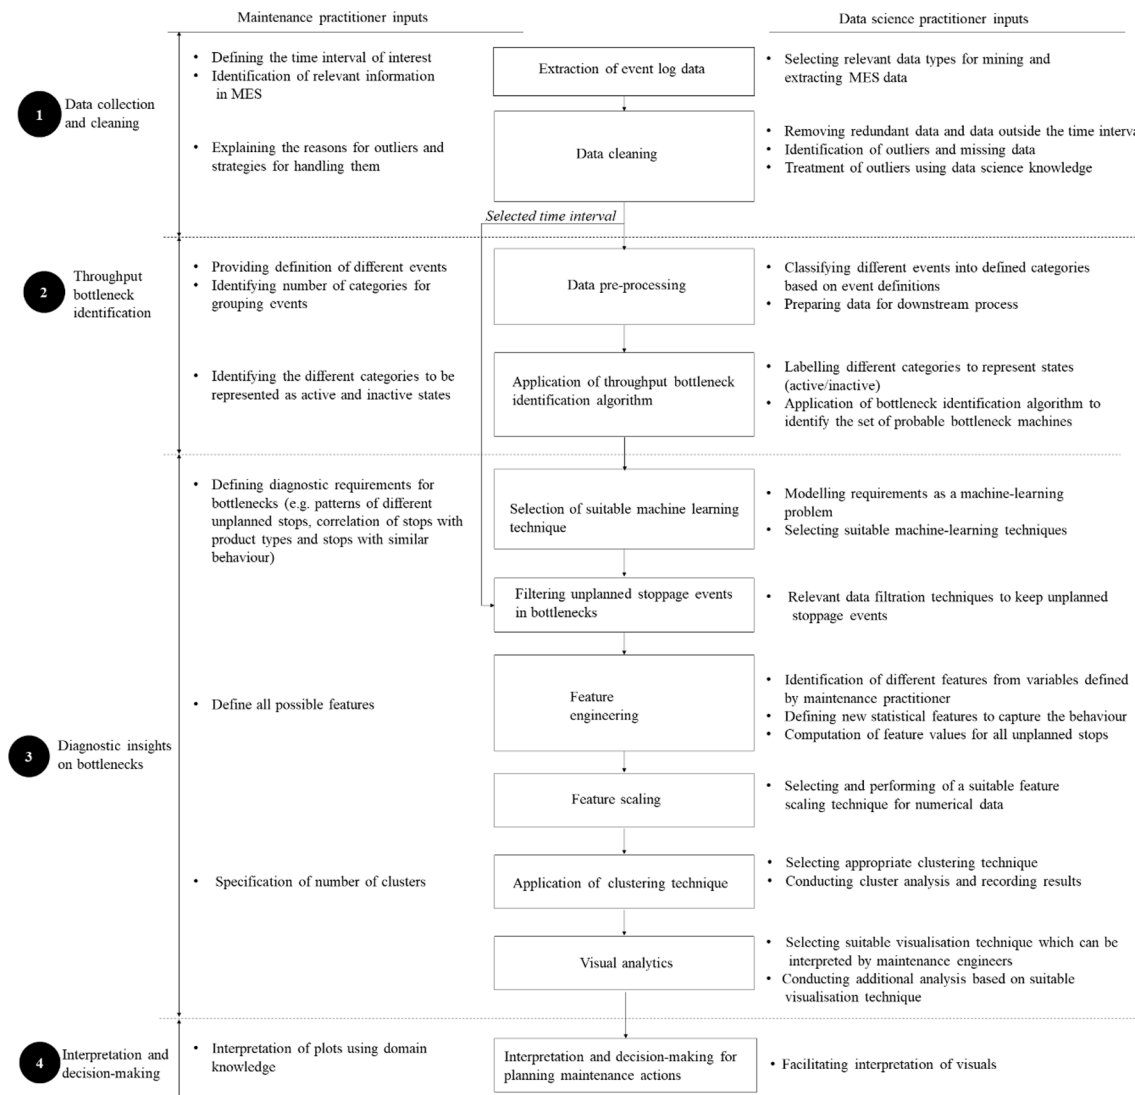 Maintenance practitioner inputs
Data science practitioner inputs
1
Data collection
and cleaning
• Defining the time interval of interest
• Identification of relevant information
in MES
Extraction of event log data
• Selecting relevant data types for mining and
extracting MES data
• Explaining the reasons for outliers and
strategies for handling them
Data cleaning
• Removing redundant data and data outside the time interva
• Identification of outliers and missing data
• Treatment of outliers using data science knowledge
Selected time interval
2
Throughput
bottleneck
identification
• Providing definition of different events
• Identifying number of categories for
grouping events
Data pre-processing
• Classifying different events into defined categories
based on event definitions
• Preparing data for downstream process
• Identifying the different categories to be
represented as active and inactive states
Application of throughput bottleneck
identification algorithm
• Labelling different categories to represent states
(active/inactive)
• Application of bottleneck identification algorithm to
identify the set of probable bottleneck machines
3
Diagnostic insights
on bottlenecks
• Defining diagnostic requirements for
bottlenecks (e.g. patterns of different
unplanned stops, correlation of stops with
product types and stops with similar
behaviour)
Selection of suitable machine learning
technique
• Modelling requirements as a machine-learning
problem
• Selecting suitable machine-learning techniques
Filtering unplanned stoppage events
in bottlenecks
• Relevant data filtration techniques to keep unplanned
stoppage events
• Define all possible features
Feature
engineering
• Identification of different features from variables defined
by maintenance practitioner
• Defining new statistical features to capture the behaviour
• Computation of feature values for all unplanned stops
Feature scaling
• Selecting and performing of a suitable feature
scaling technique for numerical data
• Specification of number of clusters
Application of clustering technique
• Selecting appropriate clustering technique
• Conducting cluster analysis and recording results
Visual analytics
• Selecting suitable visualisation technique which can be
interpreted by maintenance engineers
• Conducting additional analysis based on suitable
visualisation technique
4
Interpretation and
decision-making
• Interpretation of plots using domain
knowledge
Interpretation and decision-making for
planning maintenance actions
• Facilitating interpretation of visuals